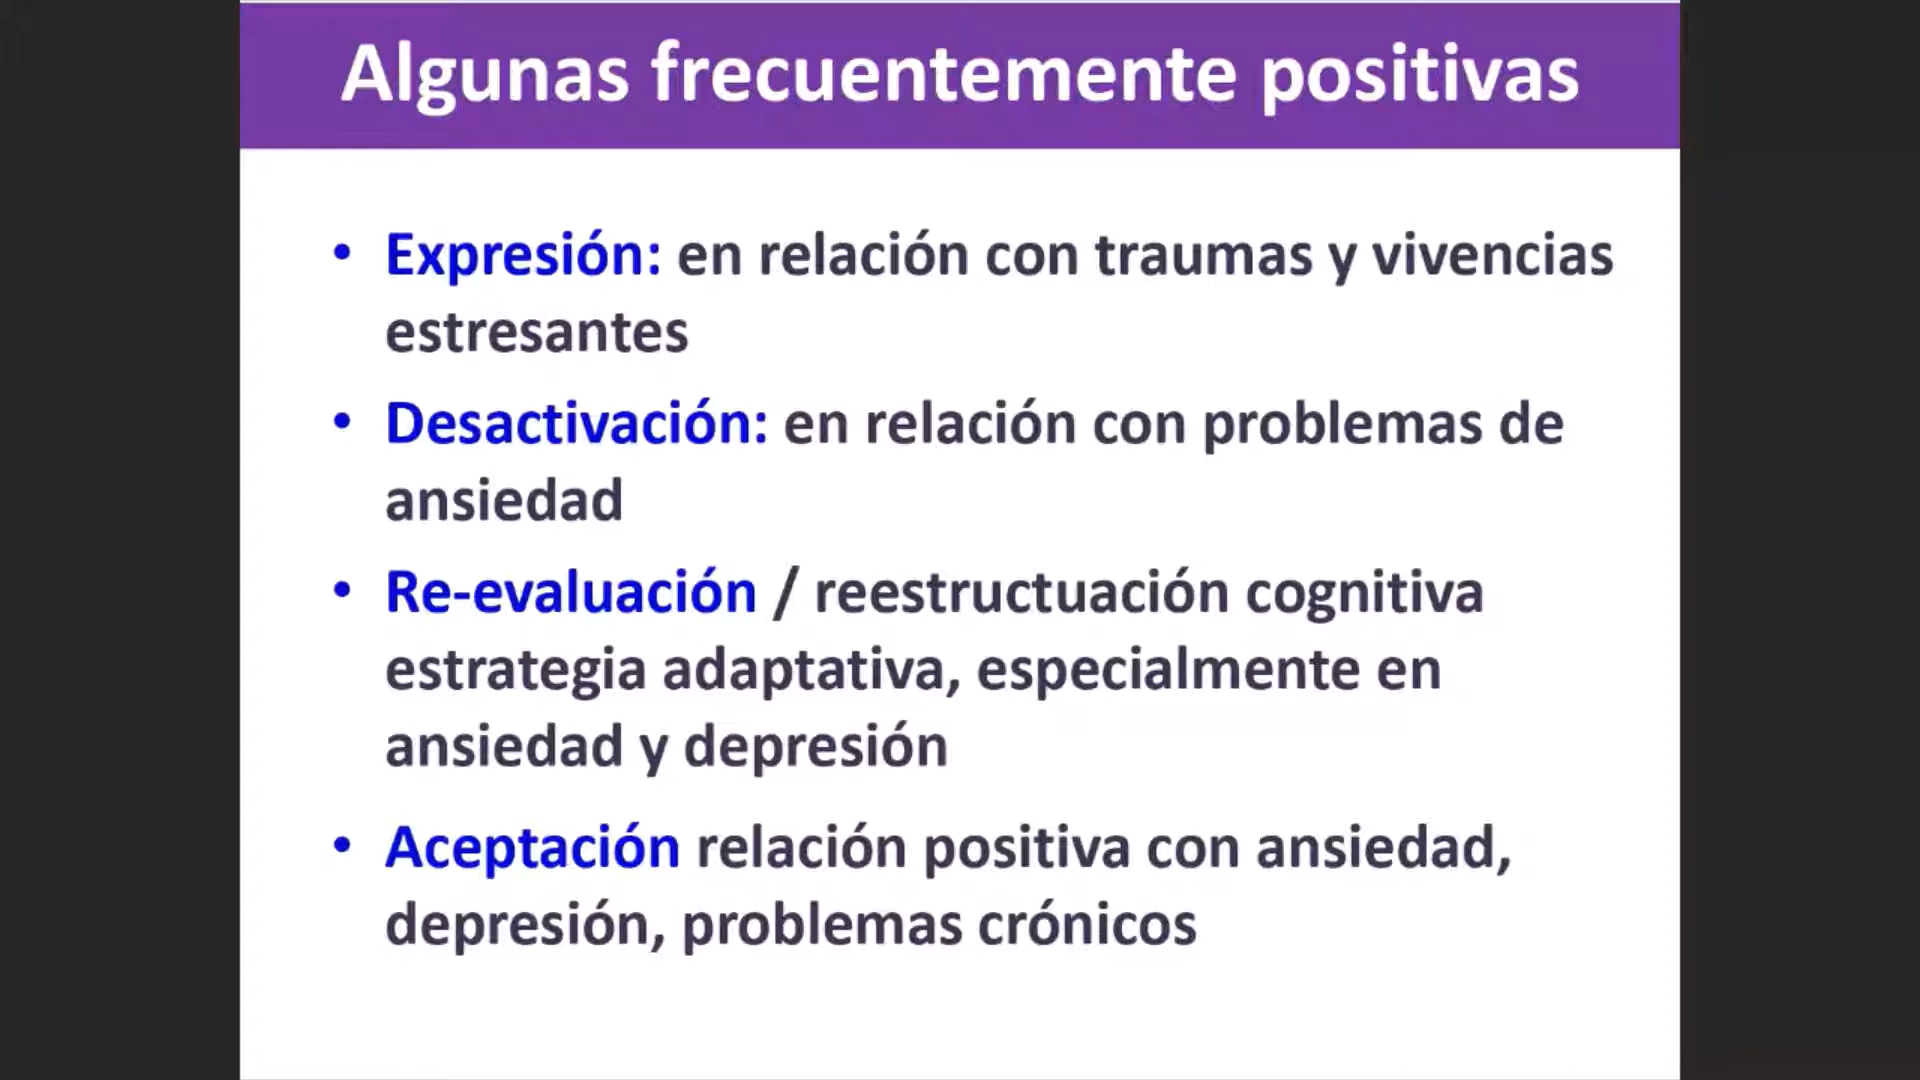 Algunas frecuentemente positivas
• Expresión: en relación con traumas y vivencias
estresantes
• Desactivación: en relación con problemas de
ansiedad
• Re-evaluación / reestructuación cognitiva
estrategia adaptativa, especialmente en
ansiedad y depresión
• Aceptación relación positiva con ansiedad,
depresión, problemas crónicos